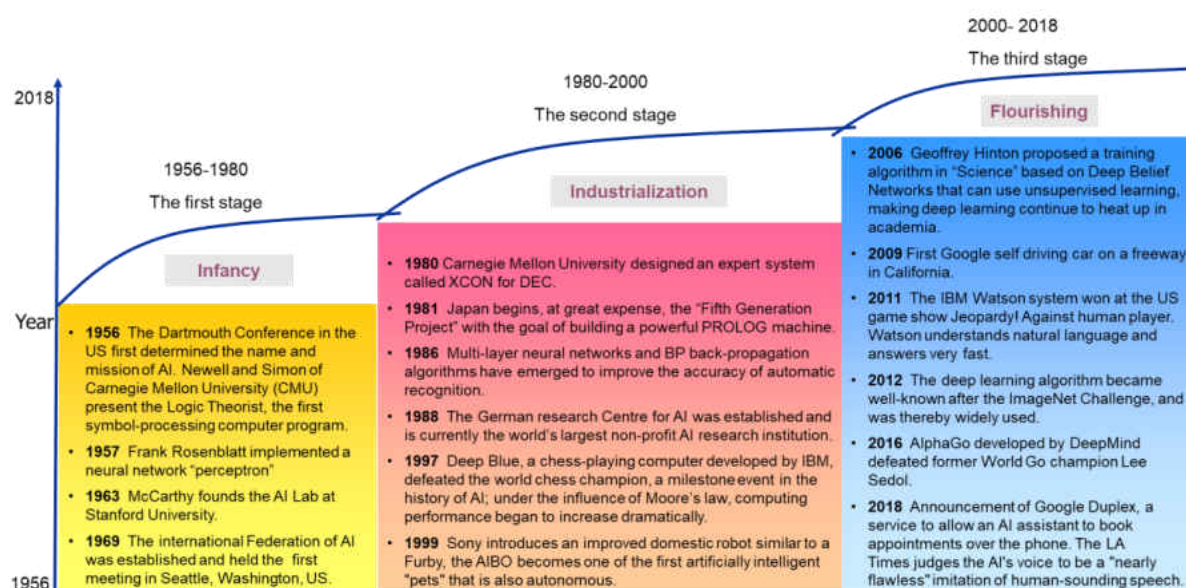 2018
Year
1956
1956-1980
The first stage
Infancy
• 1956 The Dartmouth Conference in the
US first determined the name and
mission of AI. Newell and Simon of
Carnegie Mellon University (CMU)
present the Logic Theorist, the first
symbol-processing computer program.
• 1957 Frank Rosenblatt implemented a
neural network "perceptron"
• 1963 McCarthy founds the AI Lab at
Stanford University.
• 1969 The international Federation of AI
was established and held the first
meeting in Seattle, Washington, US.
1980-2000
The second stage
Industrialization
• 1980 Carnegie Mellon University designed an expert system
called XCON for DEC.
• 1981 Japan begins, at great expense, the "Fifth Generation
Project" with the goal of building a powerful PROLOG machine.
• 1986 Multi-layer neural networks and BP back-propagation
algorithms have emerged to improve the accuracy of automatic
recognition.
• 1988 The German research Centre for AI was established and
is currently the world's largest non-profit AI research institution.
• 1997 Deep Blue, a chess-playing computer developed by IBM,
defeated the world chess champion, a milestone event in the
history of AI; under the influence of Moore's law, computing
performance began to increase dramatically.
• 1999 Sony introduces an improved domestic robot similar to a
Furby, the AIBO becomes one of the first artificially intelligent
"pets" that is also autonomous.
2000- 2018
The third stage
Flourishing
• 2006 Geoffrey Hinton proposed a training
algorithm in "Science" based on Deep Belief
Networks that can use unsupervised learning,
making deep learning continue to heat up in
academia.
• 2009 First Google self driving car on a freeway
in California.
• 2011 The IBM Watson system won at the US
game show Jeopardy! Against human player.
Watson understands natural language and
answers very fast.
• 2012 The deep learning algorithm became
well-known after the ImageNet Challenge, and
was thereby widely used.
• 2016 AlphaGo developed by DeepMind
defeated former World Go champion Lee
Sedol.
• 2018 Announcement of Google Duplex, a
service to allow an AI assistant to book
appointments over the phone. The LA
Times judges the AI's voice to be a "nearly
flawless" imitation of human-sounding speech